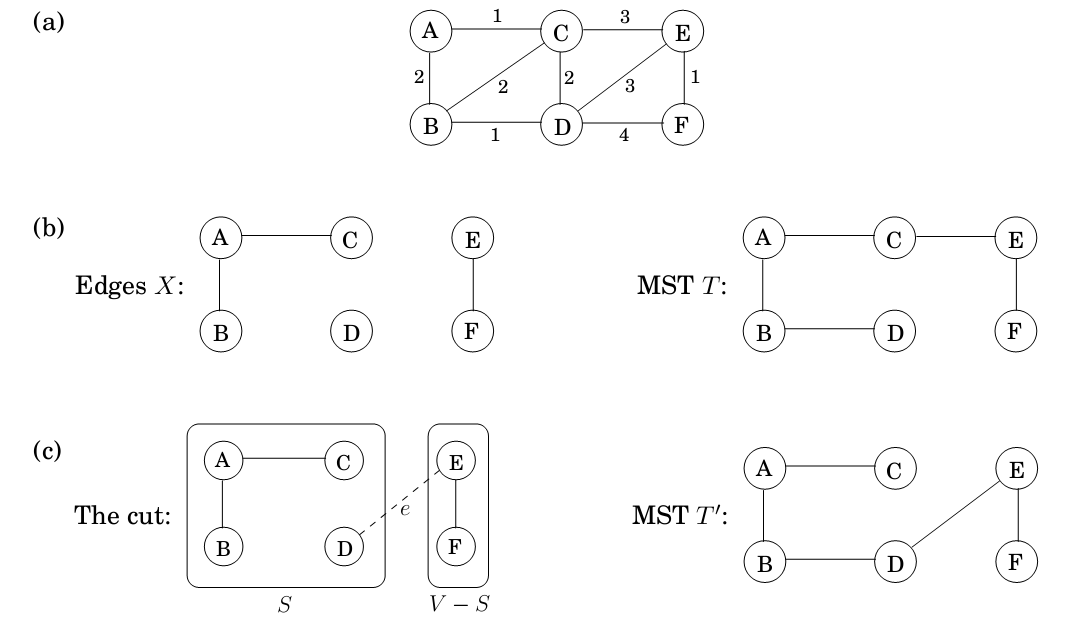 (a)
A 1 C 3 E
2 2 2 3 1
B 1 D 4 F
(b)
A C E A C E
Edges X: MST T:
B D F B D F
(c)
A C E A C E
The cut: e MST T′:
B D F B D F
S V − S